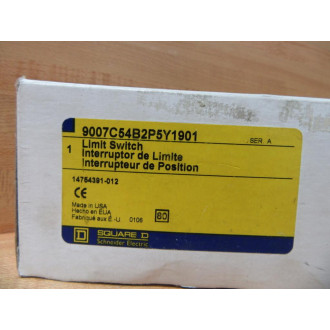 9007C54B2P5Y1901
SER. A
1 Limit Switch
Interruptor de Limite
Interrupteur de Position
14754391-012
CE
Made in USA
Hecho en EUA
Fabriqué aux É.-U. 0106 80
D SQUARE D
Schneider Electric